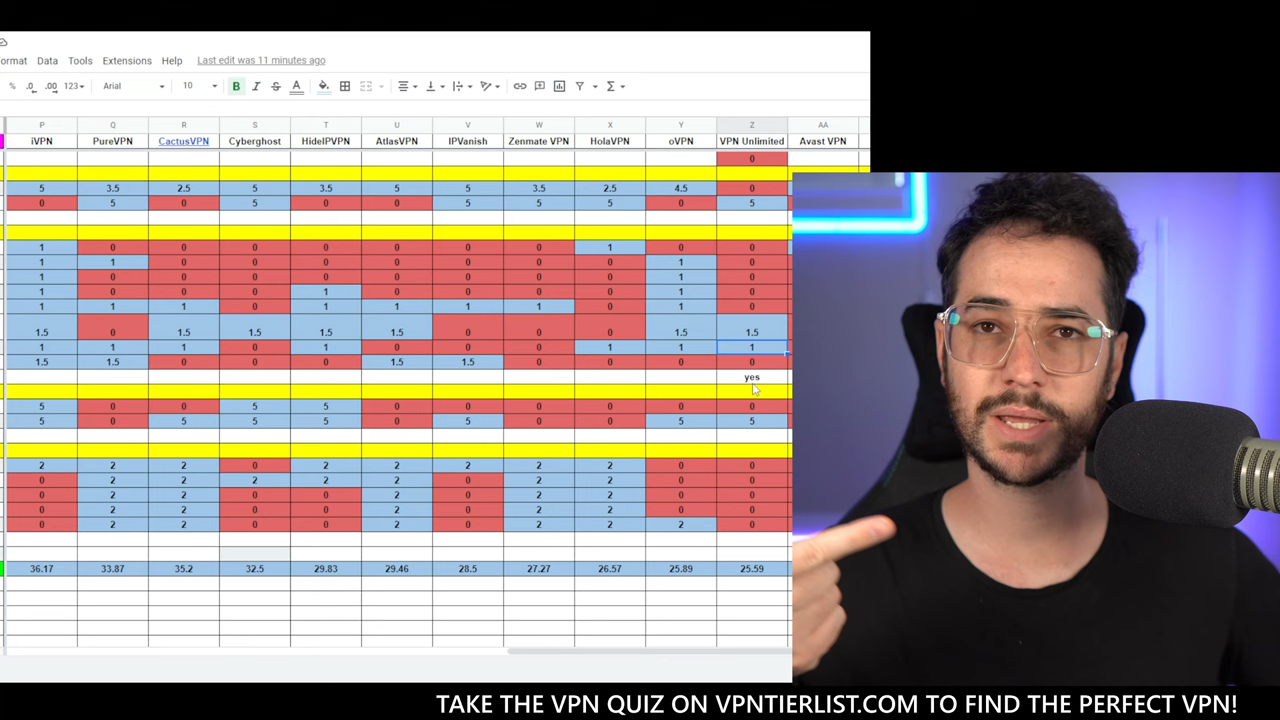 ormat Data Tools Extensions Help Last edit was 11 minutes ago
% .0 .00 123 Arial 10 B I S A
P Q R S T U V W X Y Z AA
iVPN PureVPN CactusVPN Cyberghost HideIPVPN AtlasVPN IPVanish Zenmate VPN HolaVPN oVPN VPN Unlimited Avast VPN
0
5 3.5 2.5 5 3.5 5 5 3.5 2.5 4.5 0
0 5 0 5 0 0 5 5 5 0 5
1 0 0 0 0 0 0 0 1 0 0
1 1 0 0 0 0 0 0 0 1 0
1 0 0 0 0 0 0 0 0 1 0
1 0 0 0 1 0 0 0 0 1 0
1 1 1 0 1 1 1 1 0 1 0
1.5 0 1.5 1.5 1.5 1.5 0 0 0 1.5 1.5
1 1 1 0 1 0 0 0 1 1 1
1.5 1.5 0 0 0 1.5 1.5 0 0 0 0
yes
5 0 0 5 5 0 0 0 0 0 0
5 0 5 5 5 0 5 0 0 5 5
2 2 2 0 2 2 2 2 2 0 0
0 2 2 2 2 2 0 2 2 0 0
0 2 2 0 0 2 0 2 2 0 0
0 2 2 0 0 2 0 2 2 0 0
0 2 2 0 0 2 0 2 2 2 0
36.17 33.87 35.2 32.5 29.83 29.46 28.5 27.27 26.57 25.89 25.59
TAKE THE VPN QUIZ ON VPNTIERLIST.COM TO FIND THE PERFECT VPN!